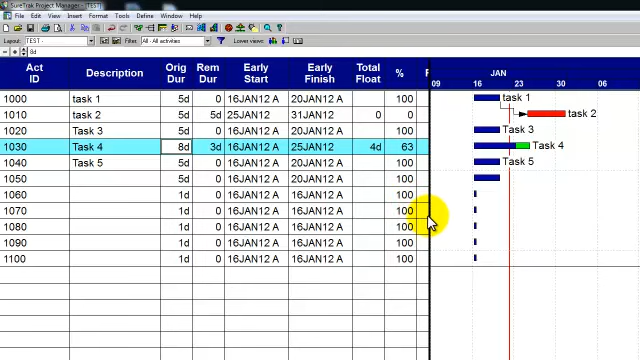 SureTrak Project Manager - [TEST]
File Edit View Insert Format Tools Define Window Help
Layout: TEST - Filter: All - All activities Lower views:
8d
Act ID Description Orig Dur Rem Dur Early Start Early Finish Total Float %
JAN
09 16 23 30 06
1000 task 1 5d 0 16JAN12 A 20JAN12 A 100 task 1
1010 task 2 5d 5d 25JAN12 31JAN12 0 0 task 2
1020 Task 3 5d 0 16JAN12 A 20JAN12 A 100 Task 3
1030 Task 4 8d 3d 16JAN12 A 25JAN12 4d 63 Task 4
1040 Task 5 5d 0 16JAN12 A 20JAN12 A 100 Task 5
1050 5d 0 16JAN12 A 20JAN12 A 100
1060 1d 0 16JAN12 A 16JAN12 A 100
1070 1d 0 16JAN12 A 16JAN12 A 100
1080 1d 0 16JAN12 A 16JAN12 A 100
1090 1d 0 16JAN12 A 16JAN12 A 100
1100 1d 0 16JAN12 A 16JAN12 A 100